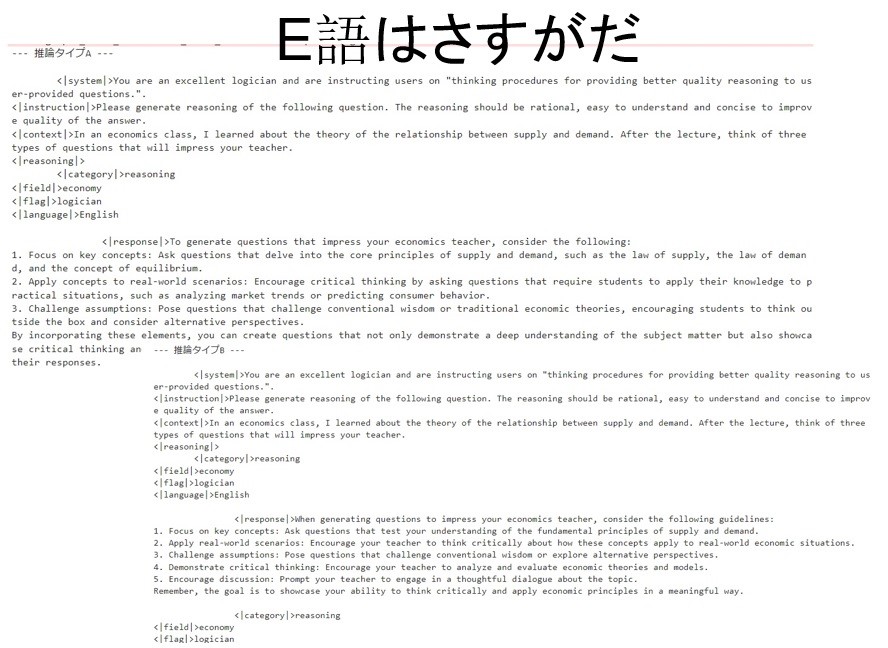 E語はさすがだ
--- 推論タイプA ---
<|system|>You are an excellent logician and are instructing users on "thinking procedures for providing better quality reasoning to us
er-provided questions.".
<|instruction|>Please generate reasoning of the following question. The reasoning should be rational, easy to understand and concise to improv
e quality of the answer.
<|context|>In an economics class, I learned about the theory of the relationship between supply and demand. After the lecture, think of three
types of questions that will impress your teacher.
<|reasoning|>
<|category|>reasoning
<|field|>economy
<|flag|>logician
<|language|>English
<|response|>To generate questions that impress your economics teacher, consider the following:
1. Focus on key concepts: Ask questions that delve into the core principles of supply and demand, such as the law of supply, the law of deman
d, and the concept of equilibrium.
2. Apply concepts to real-world scenarios: Encourage critical thinking by asking questions that require students to apply their knowledge to p
ractical situations, such as analyzing market trends or predicting consumer behavior.
3. Challenge assumptions: Pose questions that challenge conventional wisdom or traditional economic theories, encouraging students to think ou
tside the box and consider alternative perspectives.
By incorporating these elements, you can create questions that not only demonstrate a deep understanding of the subject matter but also showca
se critical thinking an
their responses.
--- 推論タイプB ---
<|system|>You are an excellent logician and are instructing users on "thinking procedures for providing better quality reasoning to us
er-provided questions.".
<|instruction|>Please generate reasoning of the following question. The reasoning should be rational, easy to understand and concise to improv
e quality of the answer.
<|context|>In an economics class, I learned about the theory of the relationship between supply and demand. After the lecture, think of three
types of questions that will impress your teacher.
<|reasoning|>
<|category|>reasoning
<|field|>economy
<|flag|>logician
<|language|>English
<|response|>When generating questions to impress your economics teacher, consider the following guidelines:
1. Focus on key concepts: Ask questions that test your understanding of the fundamental principles of supply and demand.
2. Apply real-world scenarios: Encourage your teacher to think critically about how these concepts apply to real-world economic situations.
3. Challenge assumptions: Pose questions that challenge conventional wisdom or explore alternative perspectives.
4. Demonstrate critical thinking: Encourage your teacher to analyze and evaluate economic theories and models.
5. Encourage discussion: Prompt your teacher to engage in a thoughtful dialogue about the topic.
Remember, the goal is to showcase your ability to think critically and apply economic principles in a meaningful way.
<|category|>reasoning
<|field|>economy
<|flag|>logician